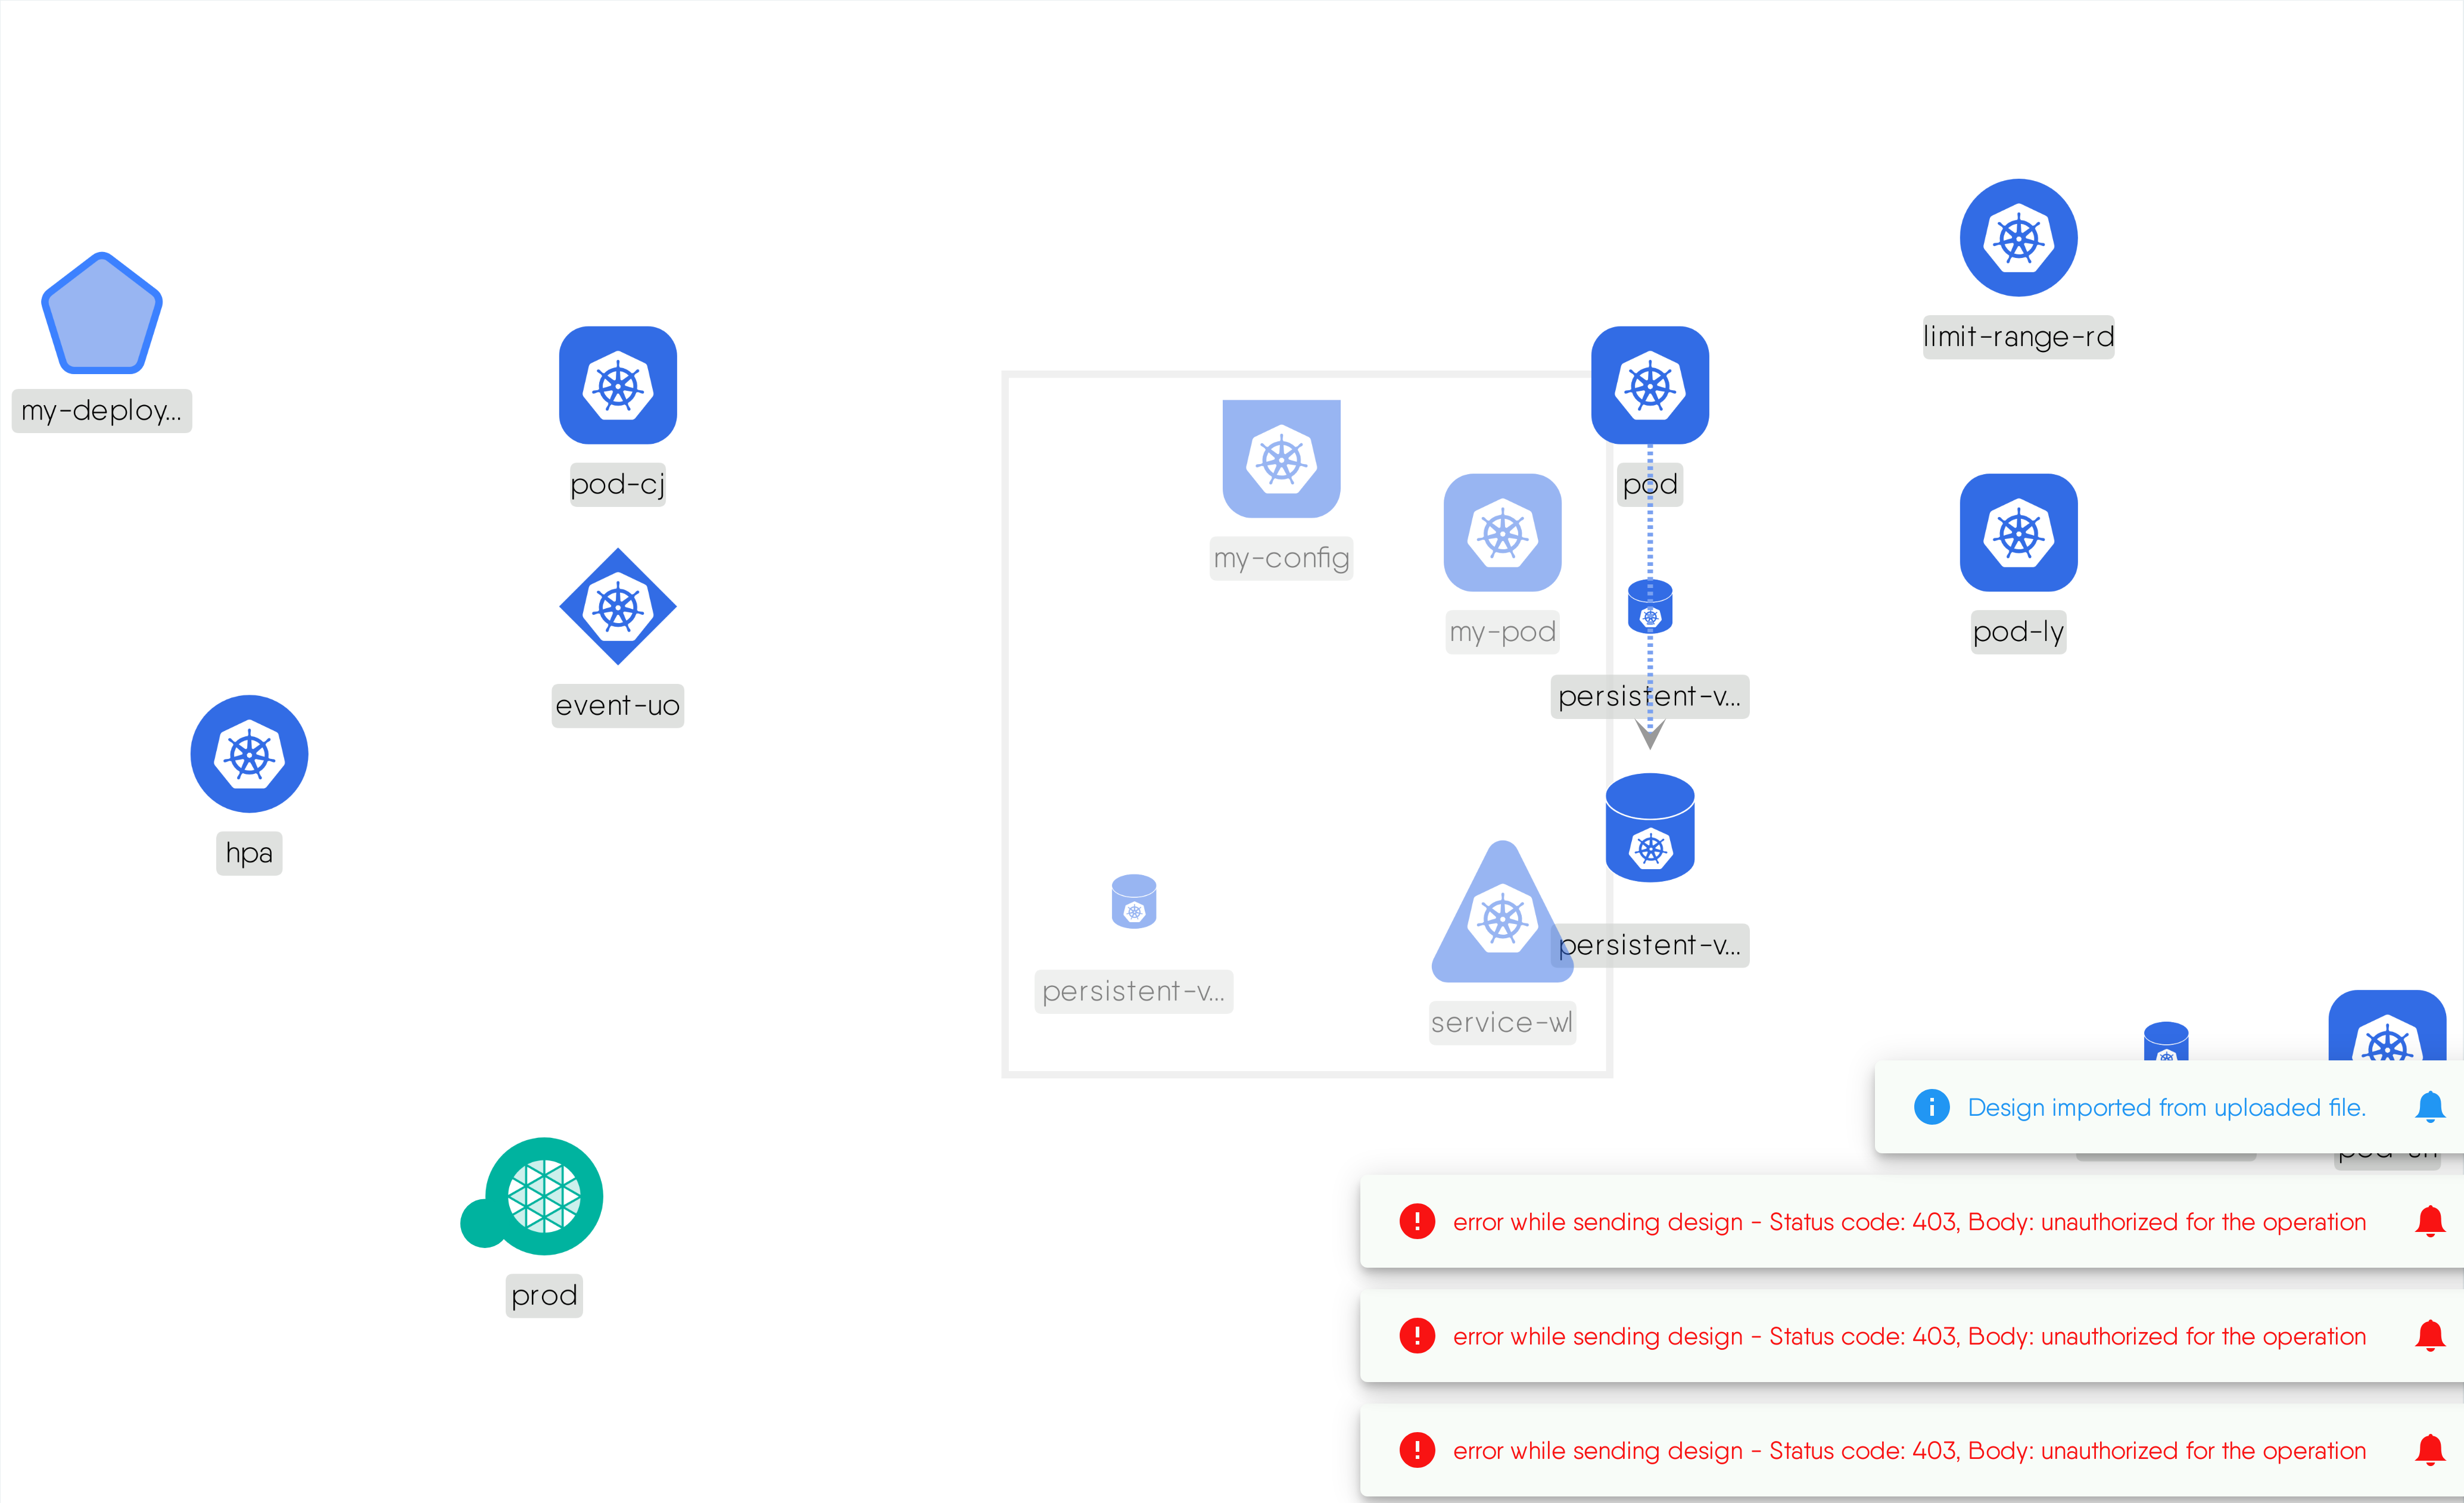 limit-range-rd
my-deploy...
pod-cj
pod
my-config
my-pod
pod-ly
persistent-v...
event-uo
hpa
persistent-v...
persistent-v...
service-wl
Design imported from uploaded file.
error while sending design - Status code: 403, Body: unauthorized for the operation
prod
error while sending design - Status code: 403, Body: unauthorized for the operation
error while sending design - Status code: 403, Body: unauthorized for the operation